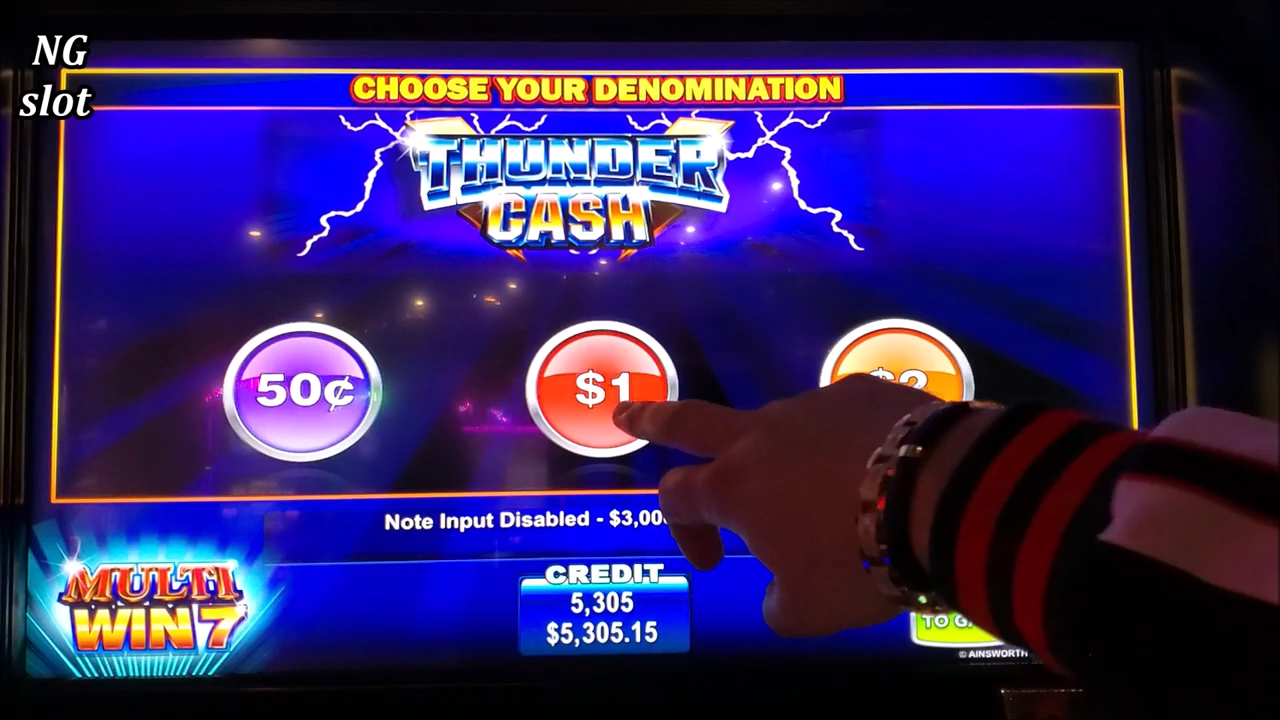 NG
slot
CHOOSE YOUR DENOMINATION
THUNDER
CASH
50¢
$1
$2
Note Input Disabled - $3,00
CREDIT
5,305
$5,305.15
MULTI
WIN 7
TO
© AINSWORTH